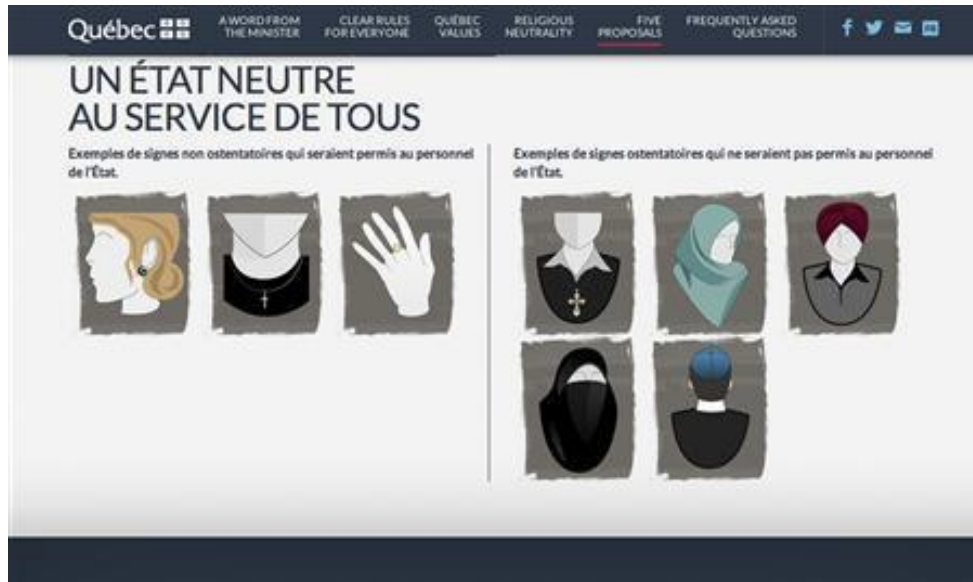 Québec
A WORD FROM
THE MINISTER
CLEAR RULES
FOR EVERYONE
QUÉBEC
VALUES
RELIGIOUS
NEUTRALITY
FIVE
PROPOSALS
FREQUENTLY ASKED
QUESTIONS
UN ÉTAT NEUTRE
AU SERVICE DE TOUS
Exemples de signes non ostentatoires qui seraient permis au personnel
de l'État.
Exemples de signes ostentatoires qui ne seraient pas permis au personnel
de l'État.